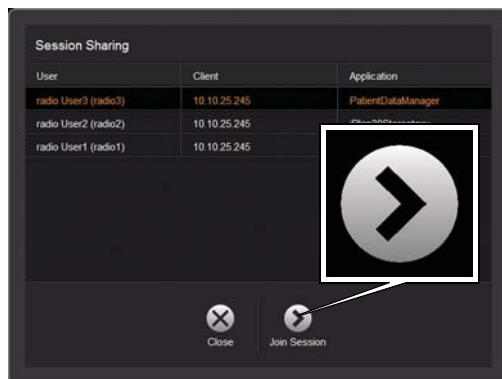 Session Sharing
User Client Application
radio User3 (radio3) 10.10.25.245 PatientDataManager
radio User2 (radio2) 10.10.25.245
radio User1 (radio1) 10.10.25.245
Close Join Session